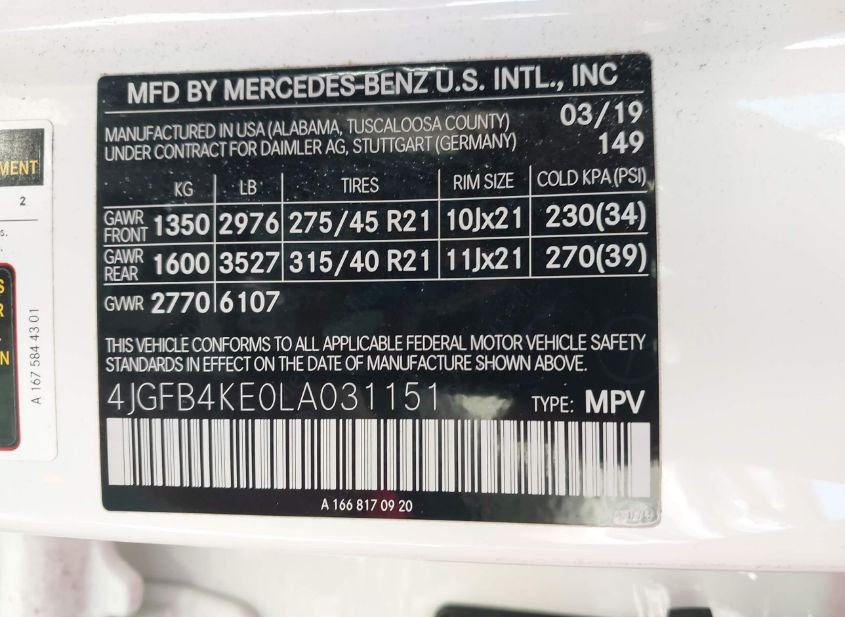 MFD BY MERCEDES-BENZ U.S. INTL., INC
MANUFACTURED IN USA (ALABAMA, TUSCALOOSA COUNTY) 03/19
UNDER CONTRACT FOR DAIMLER AG, STUTTGART (GERMANY) 149
KG LB TIRES RIM SIZE COLD KPA (PSI)
GAWR FRONT 1350 2976 275/45 R21 10Jx21 230(34)
GAWR REAR 1600 3527 315/40 R21 11Jx21 270(39)
GVWR 2770 6107
THIS VEHICLE CONFORMS TO ALL APPLICABLE FEDERAL MOTOR VEHICLE SAFETY
STANDARDS IN EFFECT ON THE DATE OF MANUFACTURE SHOWN ABOVE.
4JGFB4KE0LA031151 TYPE: MPV
A 166 817 09 20
MENT
2
s.
S
R
N
A 167 584 43 01